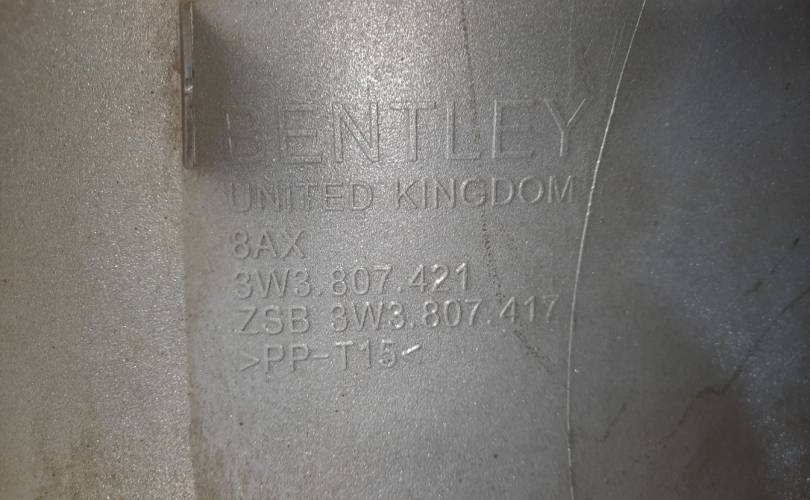 BENTLEY
UNITED KINGDOM
8AX
3W3.807.421
ZSB 3W3.807.417
>PP-T15<